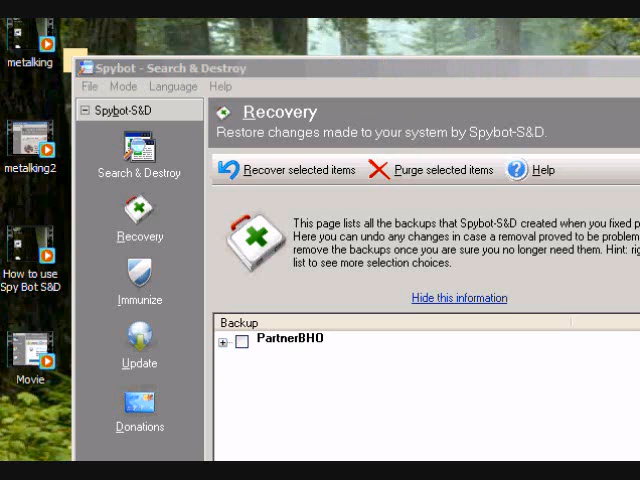 metalking
metalking2
How to use
Spy Bot S&D
Movie
Spybot - Search & Destroy
File Mode Language Help
Spybot-S&D
Search & Destroy
Recovery
Immunize
Update
Donations
Recovery
Restore changes made to your system by Spybot-S&D.
Recover selected items Purge selected items Help
This page lists all the backups that Spybot-S&D created when you fixed p
Here you can undo any changes in case a removal proved to be problem
remove the backups once you are sure you no longer need them. Hint: rig
list to see more selection choices.
Hide this information
Backup
PartnerBHO